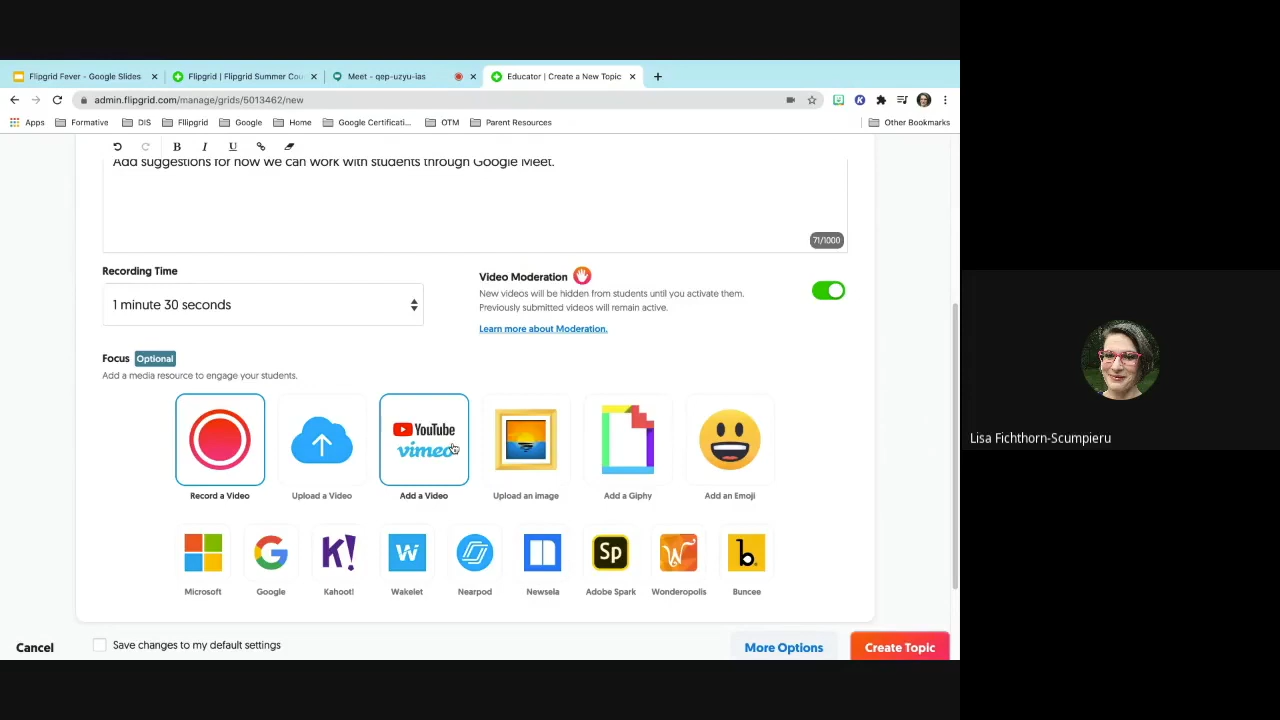 Flipgrid Fever - Google Slides
Flipgrid | Flipgrid Summer Cou
Meet - qep-uzyu-ias
Educator | Create a New Topic
admin.flipgrid.com/manage/grids/5013462/new
Apps Formative DIS Flipgrid Google Home Google Certificati... OTM Parent Resources Other Bookmarks
B I U
Add suggestions for how we can work with students through Google Meet.
71/1000
Recording Time
1 minute 30 seconds
Video Moderation
New videos will be hidden from students until you activate them.
Previously submitted videos will remain active.
Learn more about Moderation.
Focus Optional
Add a media resource to engage your students.
YouTube
vimeo
Record a Video Upload a Video Add a Video Upload an image Add a Giphy Add an Emoji
K! W Sp W b.
Microsoft Google Kahoot! Wakelet Nearpod Newsela Adobe Spark Wonderopolis Buncee
Cancel
Save changes to my default settings
More Options
Create Topic
Lisa Fichthorn-Scumpieru